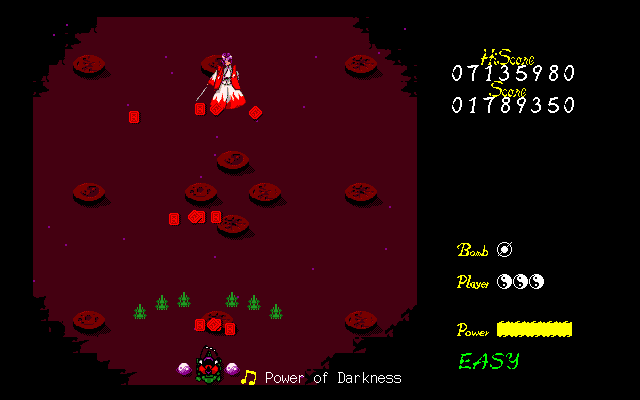 HiScore
07135980
Score
01789350
Bomb
Player
Power
EASY
Power of Darkness